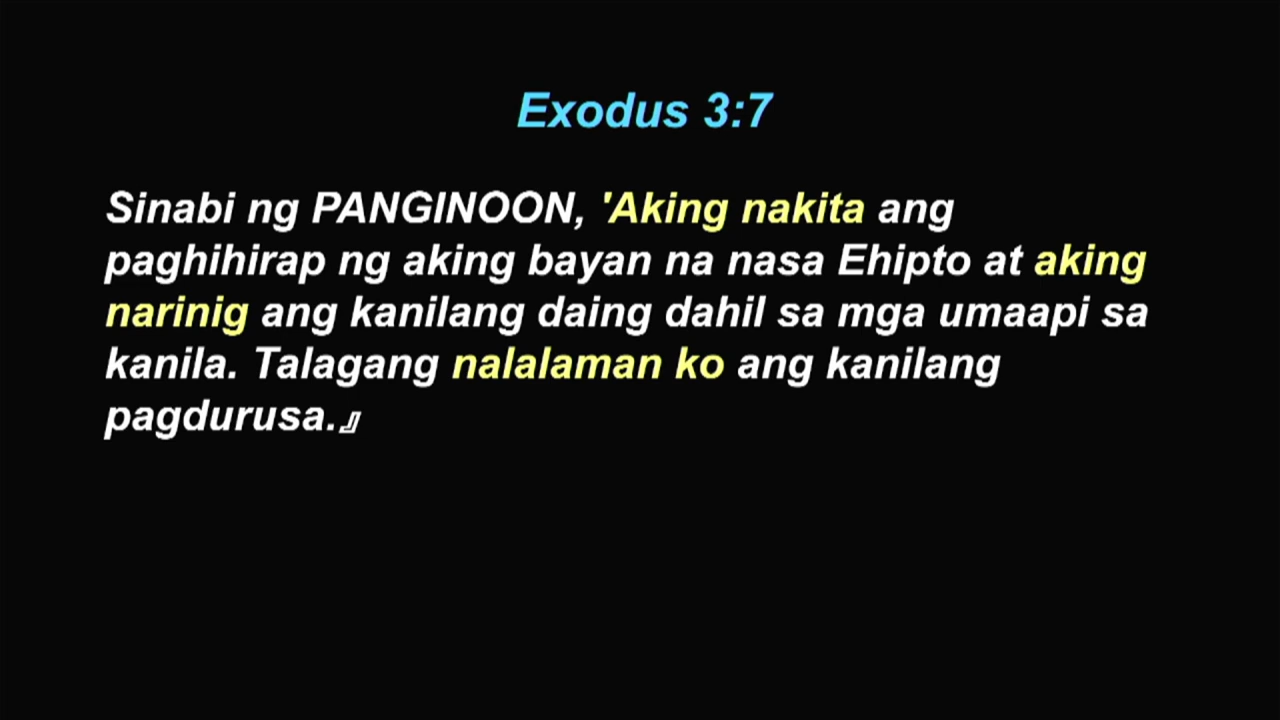 Exodus 3:7
Sinabi ng PANGINOON, 'Aking nakita ang
paghihirap ng aking bayan na nasa Ehipto at aking
narinig ang kanilang daing dahil sa mga umaapi sa
kanila. Talagang nalalaman ko ang kanilang
pagdurusa.』